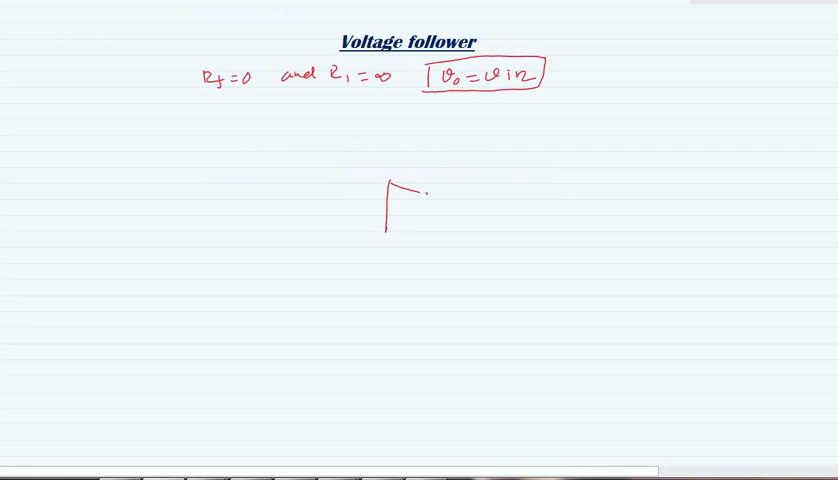 Voltage follower
Rf = 0 and R1 = ∞ Vo = Vin